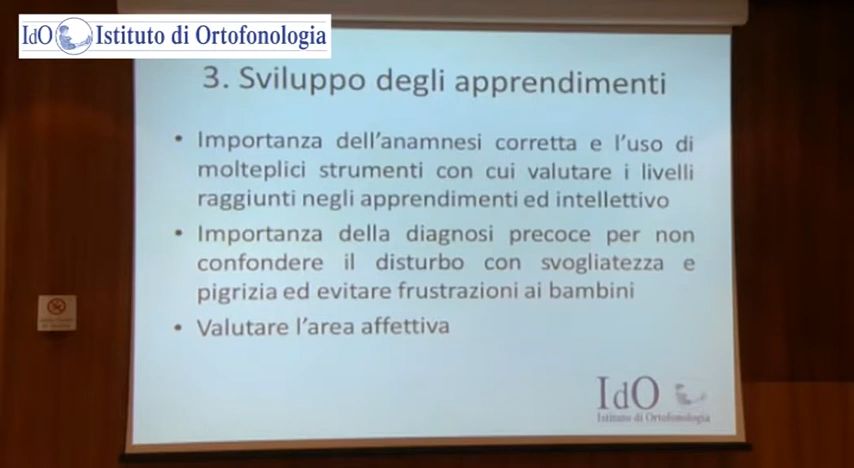 IdO Istituto di Ortofonologia
3. Sviluppo degli apprendimenti
• Importanza dell'anamnesi corretta e l'uso di
molteplici strumenti con cui valutare i livelli
raggiunti negli apprendimenti ed intellettivo
• Importanza della diagnosi precoce per non
confondere il disturbo con svogliatezza e
pigrizia ed evitare frustrazioni ai bambini
• Valutare l'area affettiva
IdO
Istituto di Ortofonologia